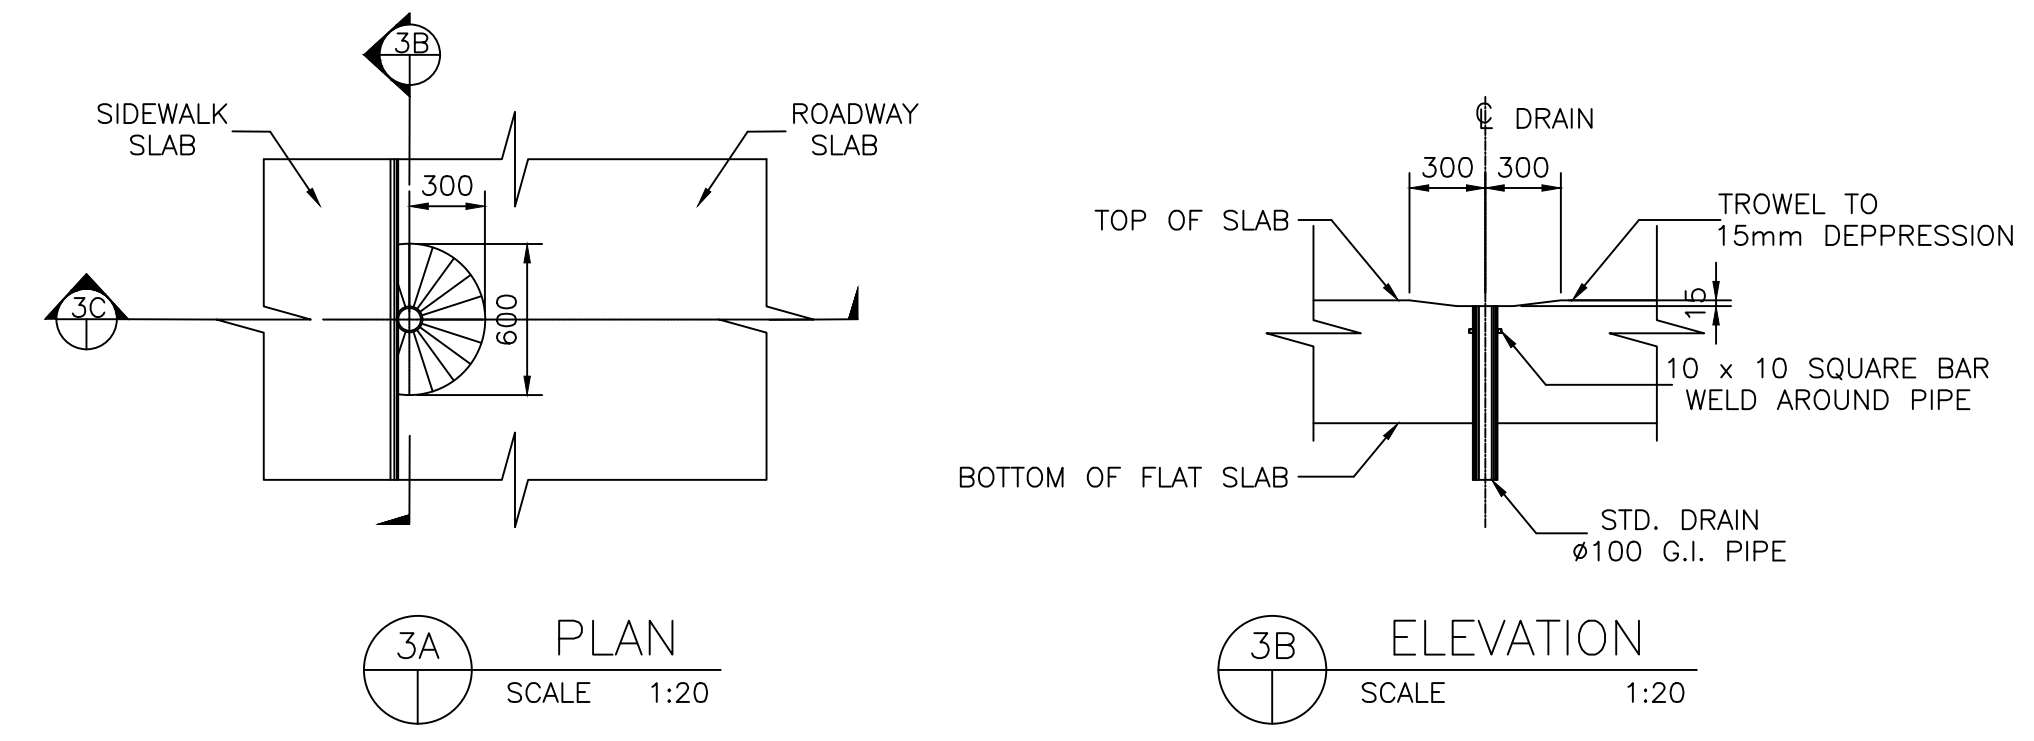 3B
SIDEWALK
SLAB
ROADWAY
SLAB
300
3C
600
3A
PLAN
SCALE 1:20
℄ DRAIN
300 300
TOP OF SLAB
TROWEL TO
15mm DEPPRESSION
15
10 x 10 SQUARE BAR
WELD AROUND PIPE
BOTTOM OF FLAT SLAB
STD. DRAIN
ø100 G.I. PIPE
3B
ELEVATION
SCALE 1:20